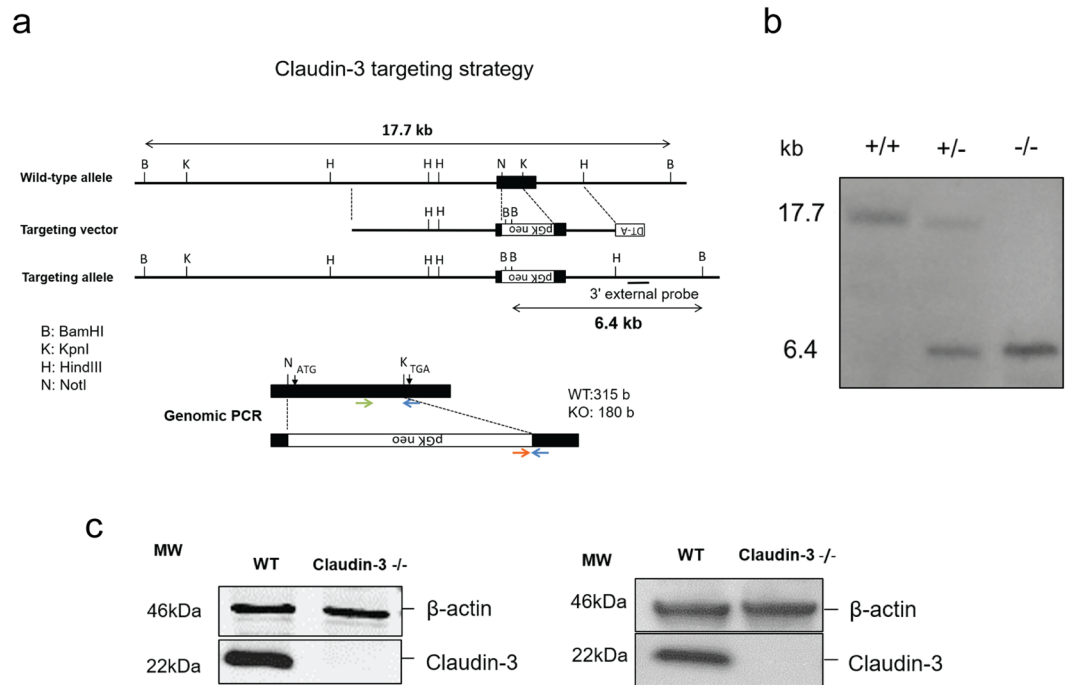 a
Claudin-3 targeting strategy
17.7 kb
B K H H H N K H B
Wild-type allele
H H B B
Targeting vector
pGK neo
DT-A
B K H H H B B H B
Targeting allele
pGK neo
3' external probe
6.4 kb
B: BamHI
K: KpnI
H: HindIII
N: NotI
N ATG K TGA
WT:315 b
KO: 180 b
Genomic PCR
pGK neo
b
kb +/+ +/- -/-
17.7
6.4
c
MW WT Claudin-3 -/-
46kDa β-actin
22kDa Claudin-3
MW WT Claudin-3 -/-
46kDa β-actin
22kDa Claudin-3